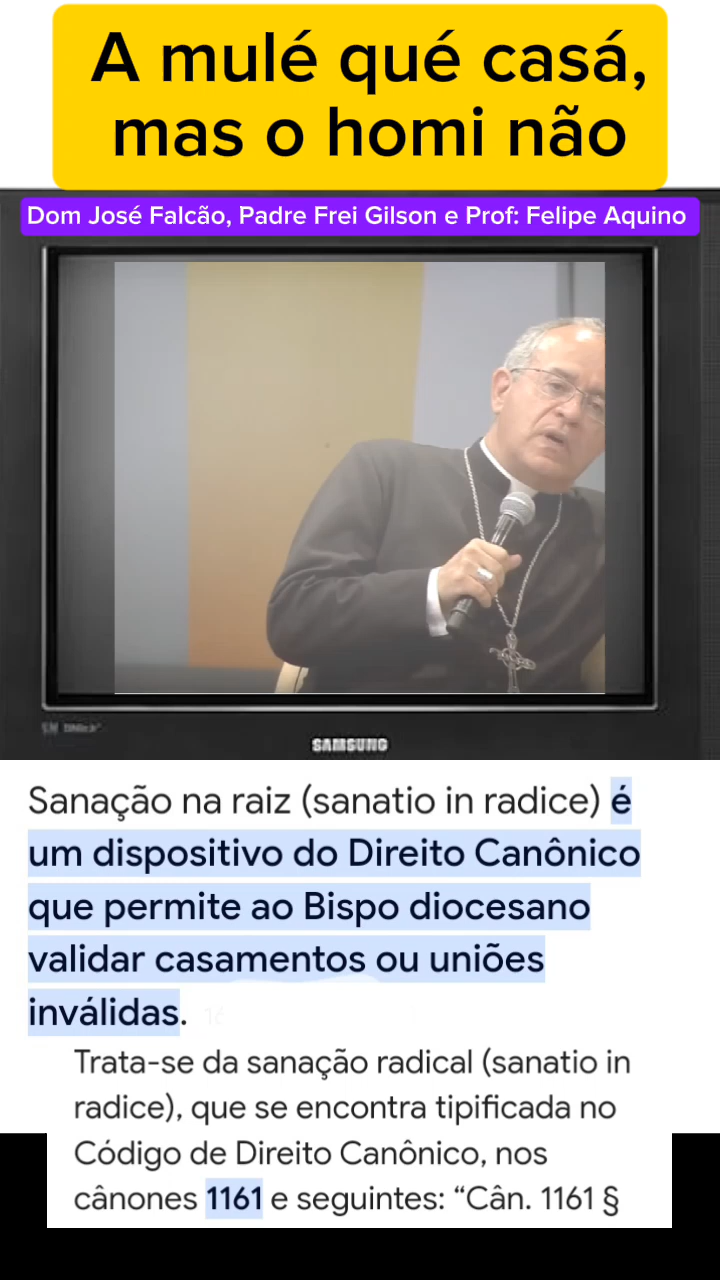 A mulé qué casá,
mas o homi não
Dom José Falcão, Padre Frei Gilson e Prof: Felipe Aquino
SAMSUNG
Sanação na raiz (sanatio in radice) é
um dispositivo do Direito Canônico
que permite ao Bispo diocesano
validar casamentos ou uniões
inválidas.
Trata-se da sanação radical (sanatio in
radice), que se encontra tipificada no
Código de Direito Canônico, nos
cânones 1161 e seguintes: “Cân. 1161 §